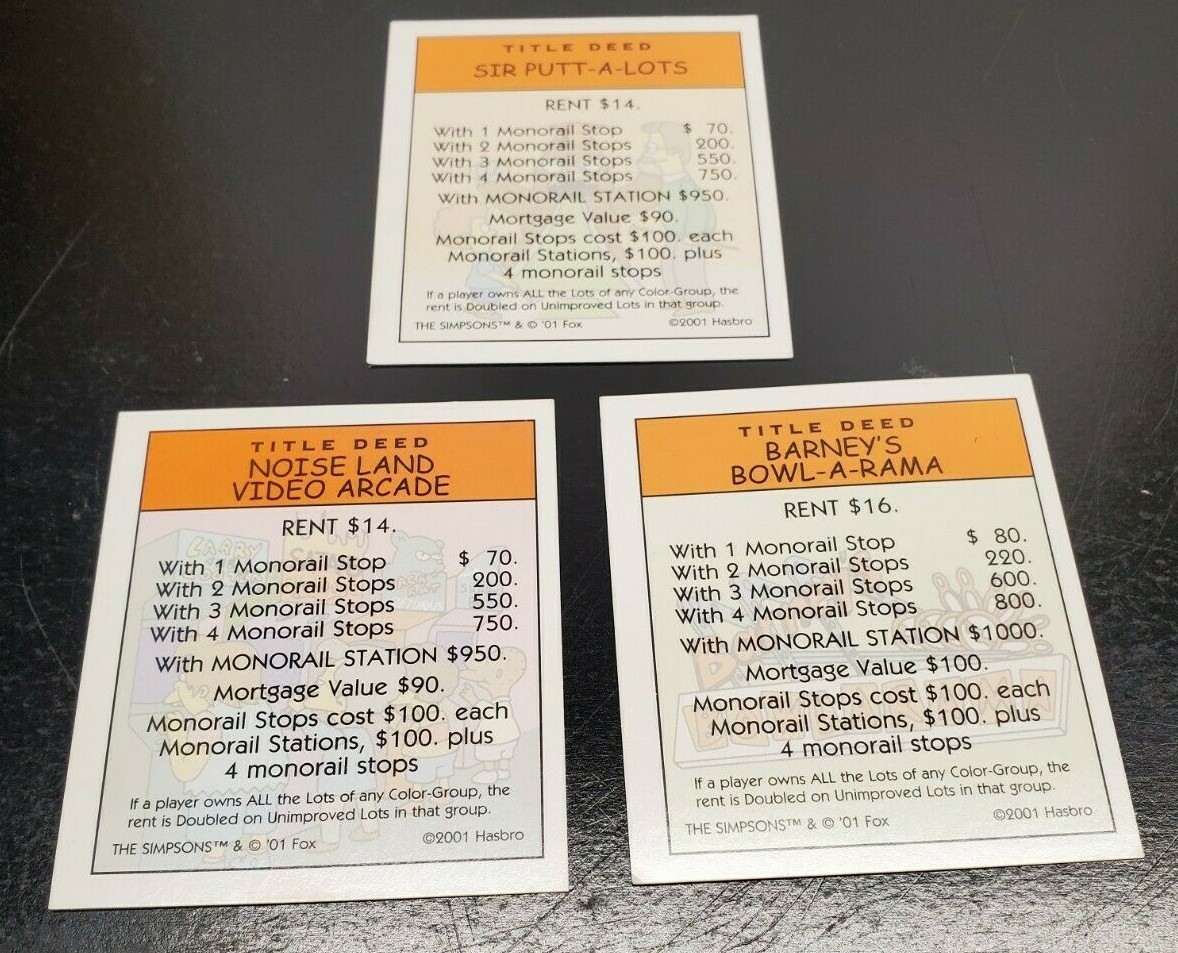 TITLE DEED
SIR PUTT-A-LOTS
RENT $14.
With 1 Monorail Stop $ 70.
With 2 Monorail Stops 200.
With 3 Monorail Stops 550.
With 4 Monorail Stops 750.
With MONORAIL STATION $950.
Mortgage Value $90.
Monorail Stops cost $100. each
Monorail Stations, $100. plus
4 monorail stops
If a player owns ALL the Lots of any Color-Group, the
rent is Doubled on Unimproved Lots in that group.
THE SIMPSONS™ & © '01 Fox ©2001 Hasbro
TITLE DEED
NOISE LAND
VIDEO ARCADE
RENT $14.
With 1 Monorail Stop $ 70.
With 2 Monorail Stops 200.
With 3 Monorail Stops 550.
With 4 Monorail Stops 750.
With MONORAIL STATION $950.
Mortgage Value $90.
Monorail Stops cost $100. each
Monorail Stations, $100. plus
4 monorail stops
If a player owns ALL the Lots of any Color-Group, the
rent is Doubled on Unimproved Lots in that group.
THE SIMPSONS™ & © '01 Fox ©2001 Hasbro
TITLE DEED
BARNEY'S
BOWL-A-RAMA
RENT $16.
With 1 Monorail Stop $ 80.
With 2 Monorail Stops 220.
With 3 Monorail Stops 600.
With 4 Monorail Stops 800.
With MONORAIL STATION $1000.
Mortgage Value $100.
Monorail Stops cost $100. each
Monorail Stations, $100. plus
4 monorail stops
If a player owns ALL the Lots of any Color-Group, the
rent is Doubled on Unimproved Lots in that group.
THE SIMPSONS™ & © '01 Fox ©2001 Hasbro